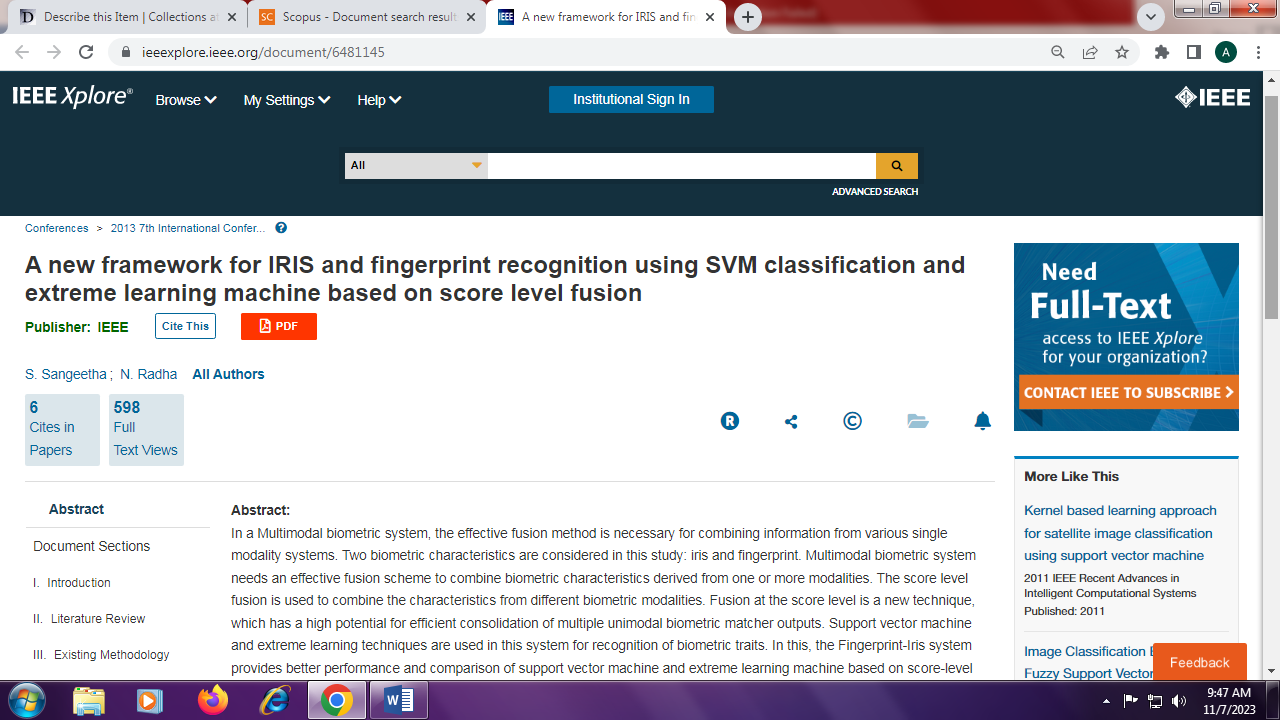 Describe this Item | Collections at
Scopus - Document search result
A new framework for IRIS and fin
ieeexplore.ieee.org/document/6481145
A
IEEE Xplore®
Browse
My Settings
Help
Institutional Sign In
IEEE
All
ADVANCED SEARCH
Conferences > 2013 7th International Confer...
A new framework for IRIS and fingerprint recognition using SVM classification and
extreme learning machine based on score level fusion
Publisher: IEEE
Cite This
PDF
S. Sangeetha ; N. Radha All Authors
6
Cites in
Papers
598
Full
Text Views
R
©
Abstract
Document Sections
I. Introduction
II. Literature Review
III. Existing Methodology
Abstract:
In a Multimodal biometric system, the effective fusion method is necessary for combining information from various single
modality systems. Two biometric characteristics are considered in this study: iris and fingerprint. Multimodal biometric system
needs an effective fusion scheme to combine biometric characteristics derived from one or more modalities. The score level
fusion is used to combine the characteristics from different biometric modalities. Fusion at the score level is a new technique,
which has a high potential for efficient consolidation of multiple unimodal biometric matcher outputs. Support vector machine
and extreme learning techniques are used in this system for recognition of biometric traits. In this, the Fingerprint-Iris system
provides better performance and comparison of support vector machine and extreme learning machine based on score-level
Need
Full-Text
access to IEEE Xplore
for your organization?
CONTACT IEEE TO SUBSCRIBE >
More Like This
Kernel based learning approach
for satellite image classification
using support vector machine
2011 IEEE Recent Advances in
Intelligent Computational Systems
Published: 2011
Image Classification
Fuzzy Support Vector
Feedback
9:47 AM
11/7/2023